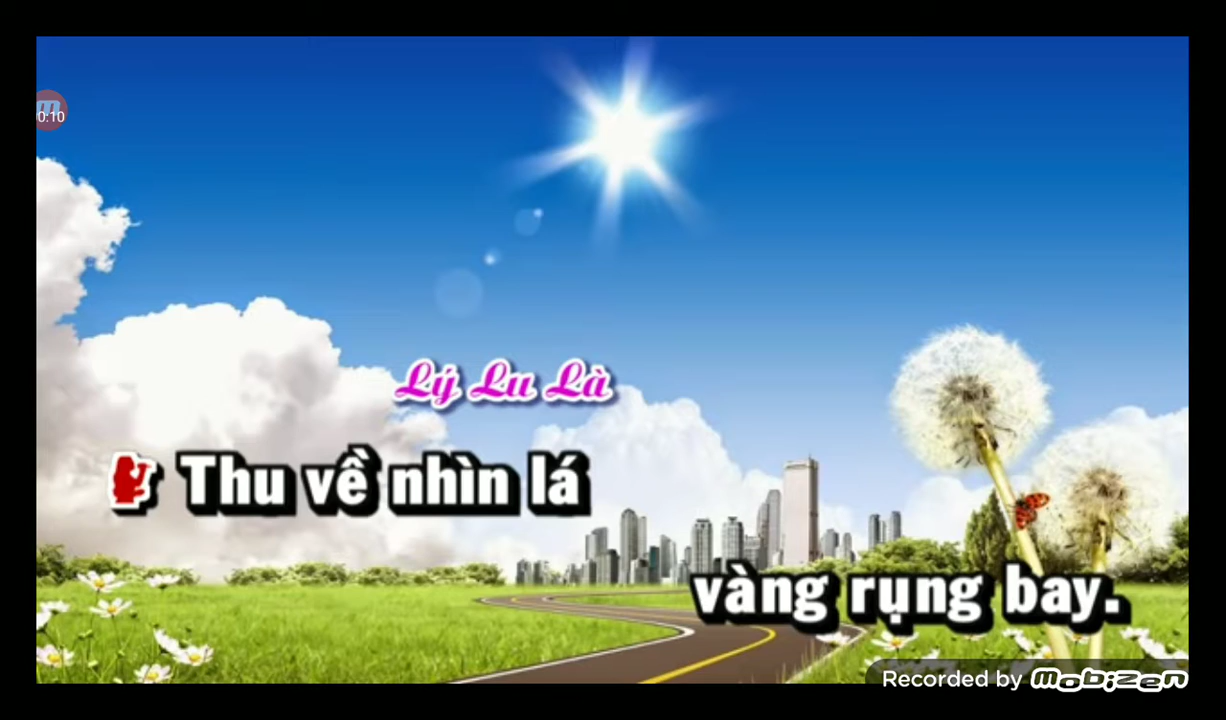 0:10
Lý Lu Là
Thu về nhìn lá
vàng rụng bay.
Recorded by mobizen